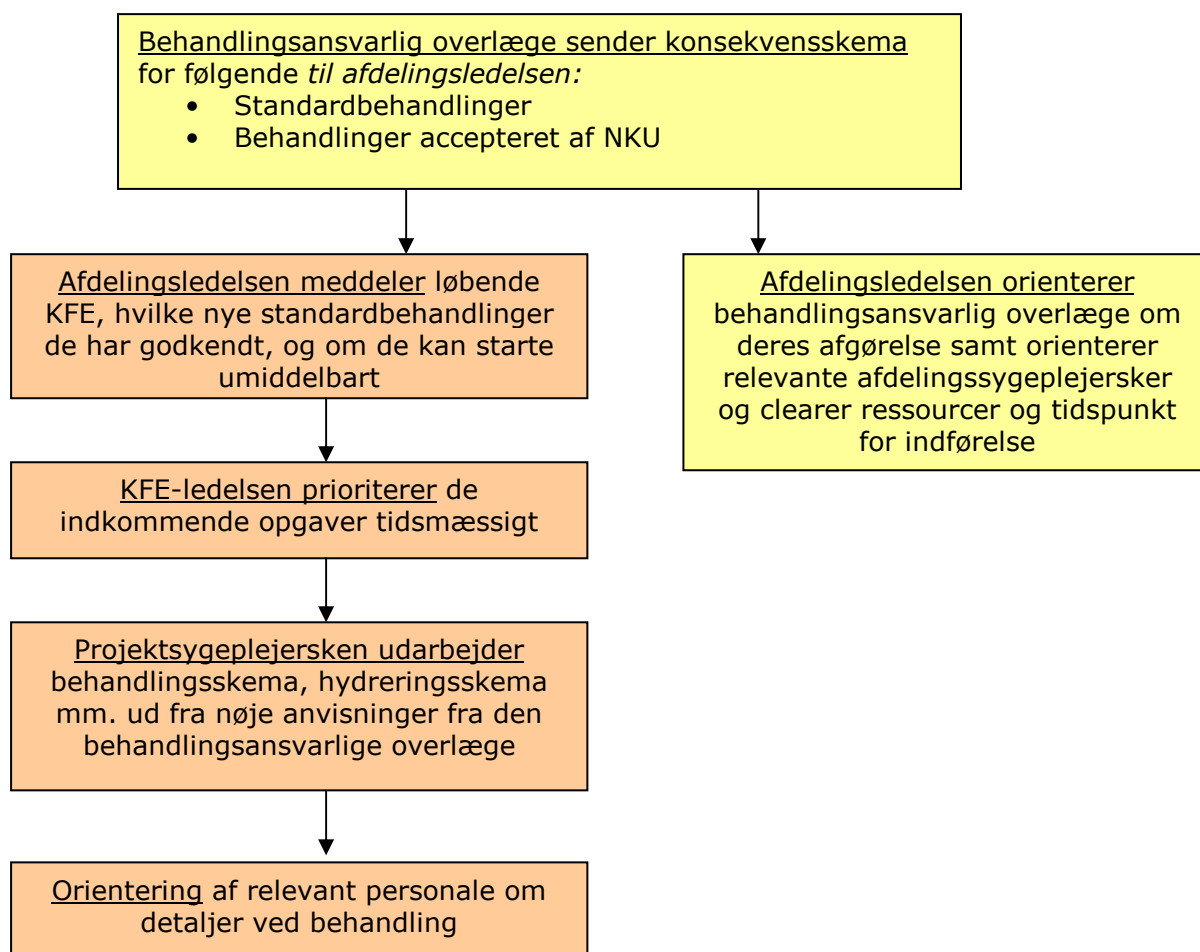 Behandlingsansvarlig overlæge sender konsekvensskema
for følgende til afdelingsledelsen:
• Standardbehandlinger
• Behandlinger accepteret af NKU
Afdelingsledelsen meddeler løbende
KFE, hvilke nye standardbehandlinger
de har godkendt, og om de kan starte
umiddelbart
Afdelingsledelsen orienterer
behandlingsansvarlig overlæge om
deres afgørelse samt orienterer
relevante afdelingssygeplejersker
og clearer ressourcer og tidspunkt
for indførelse
KFE-ledelsen prioriterer de
indkommende opgaver tidsmæssigt
Projektsygeplejersken udarbejder
behandlingsskema, hydreringsskema
mm. ud fra nøje anvisninger fra den
behandlingsansvarlige overlæge
Orientering af relevant personale om
detaljer ved behandling